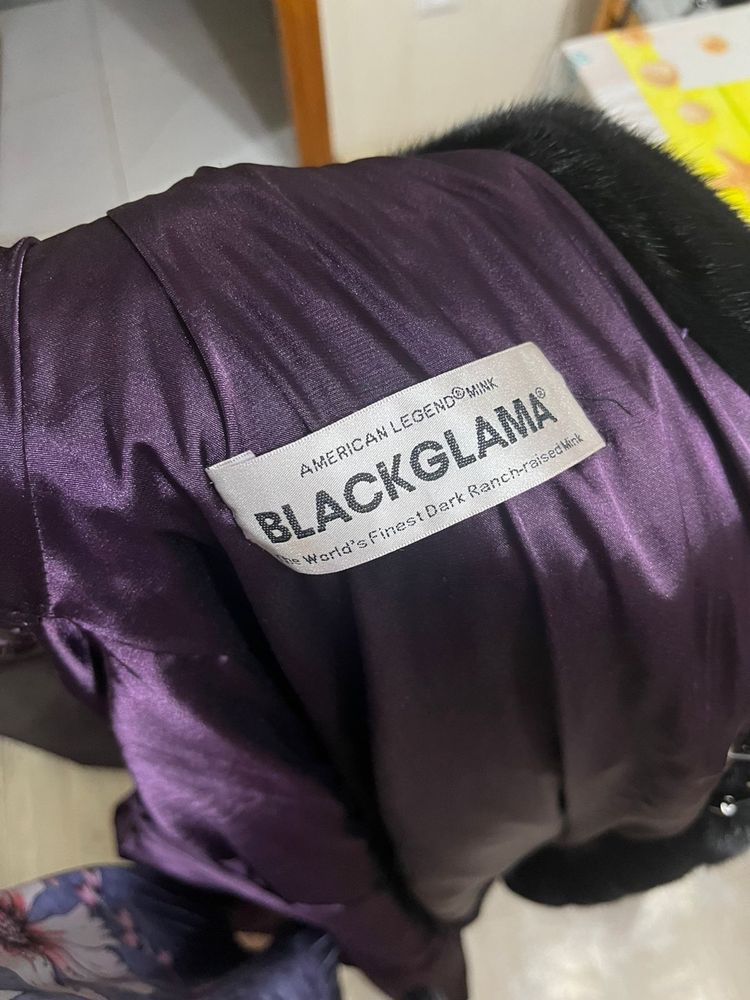 AMERICAN LEGEND® MINK
BLACKGLAMA®
The World's Finest Dark Ranch-raised Mink